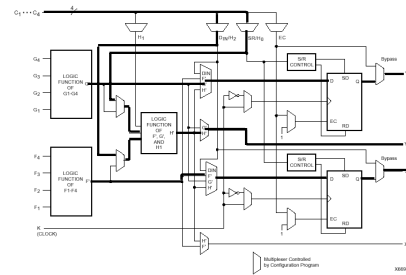 C1 ··· C4
4
H1
DIN/H2
SR/H0
EC
G4
G3
G2
G1
LOGIC
FUNCTION
OF
G1-G4
G'
LOGIC
FUNCTION
OF
F', G',
AND
H1
H'
DIN
F'
G'
H'
S/R
CONTROL
Bypass
D
SD
Q
EC
RD
1
G'
H'
F4
F3
F2
F1
LOGIC
FUNCTION
OF
F1-F4
F'
DIN
F'
G'
H'
S/R
CONTROL
Bypass
D
SD
Q
EC
RD
1
K
(CLOCK)
H'
F'
Multiplexer Controlled
by Configuration Program